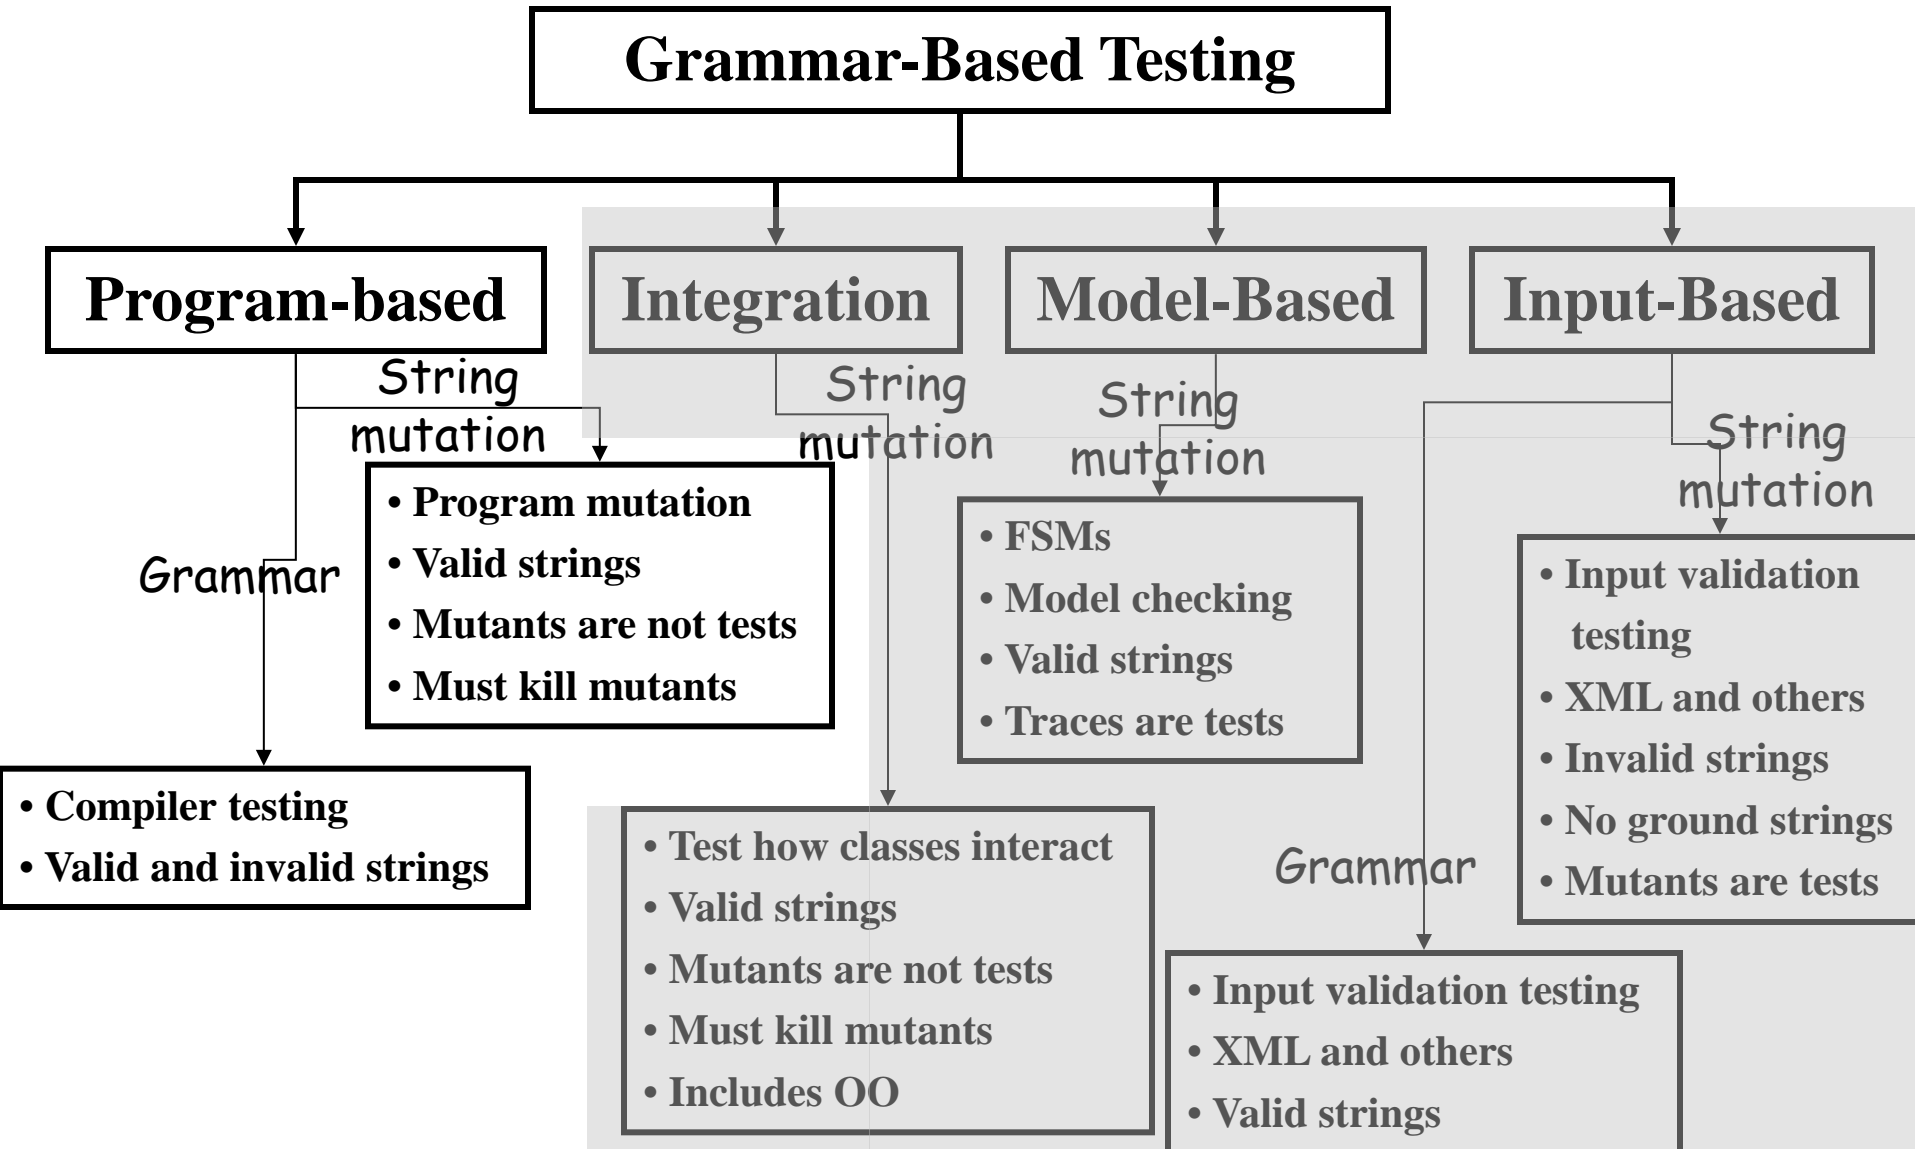 Grammar-Based Testing
Program-based
Integration
Model-Based
Input-Based
String
mutation
• Program mutation
• Valid strings
• Mutants are not tests
• Must kill mutants
Grammar
• Compiler testing
• Valid and invalid strings
String
mutation
• Test how classes interact
• Valid strings
• Mutants are not tests
• Must kill mutants
• Includes OO
String
mutation
• FSMs
• Model checking
• Valid strings
• Traces are tests
String
mutation
• Input validation
testing
• XML and others
• Invalid strings
• No ground strings
• Mutants are tests
Grammar
• Input validation testing
• XML and others
• Valid strings